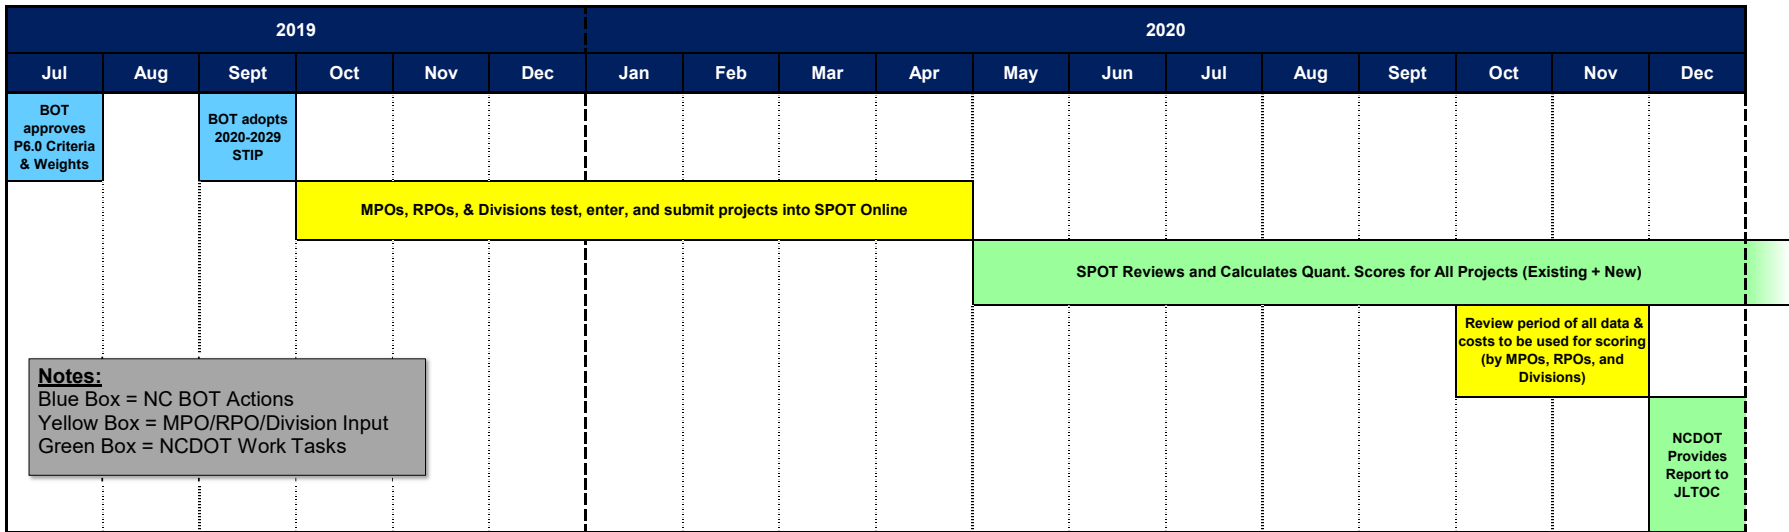 2019
2020
Jul Aug Sept Oct Nov Dec Jan Feb Mar Apr May Jun Jul Aug Sept Oct Nov Dec
BOT
approves
P6.0 Criteria
& Weights
BOT adopts
2020-2029
STIP
MPOs, RPOs, & Divisions test, enter, and submit projects into SPOT Online
SPOT Reviews and Calculates Quant. Scores for All Projects (Existing + New)
Review period of all data &
costs to be used for scoring
(by MPOs, RPOs, and
Divisions)
Notes:
Blue Box = NC BOT Actions
Yellow Box = MPO/RPO/Division Input
Green Box = NCDOT Work Tasks
NCDOT
Provides
Report to
JLTOC